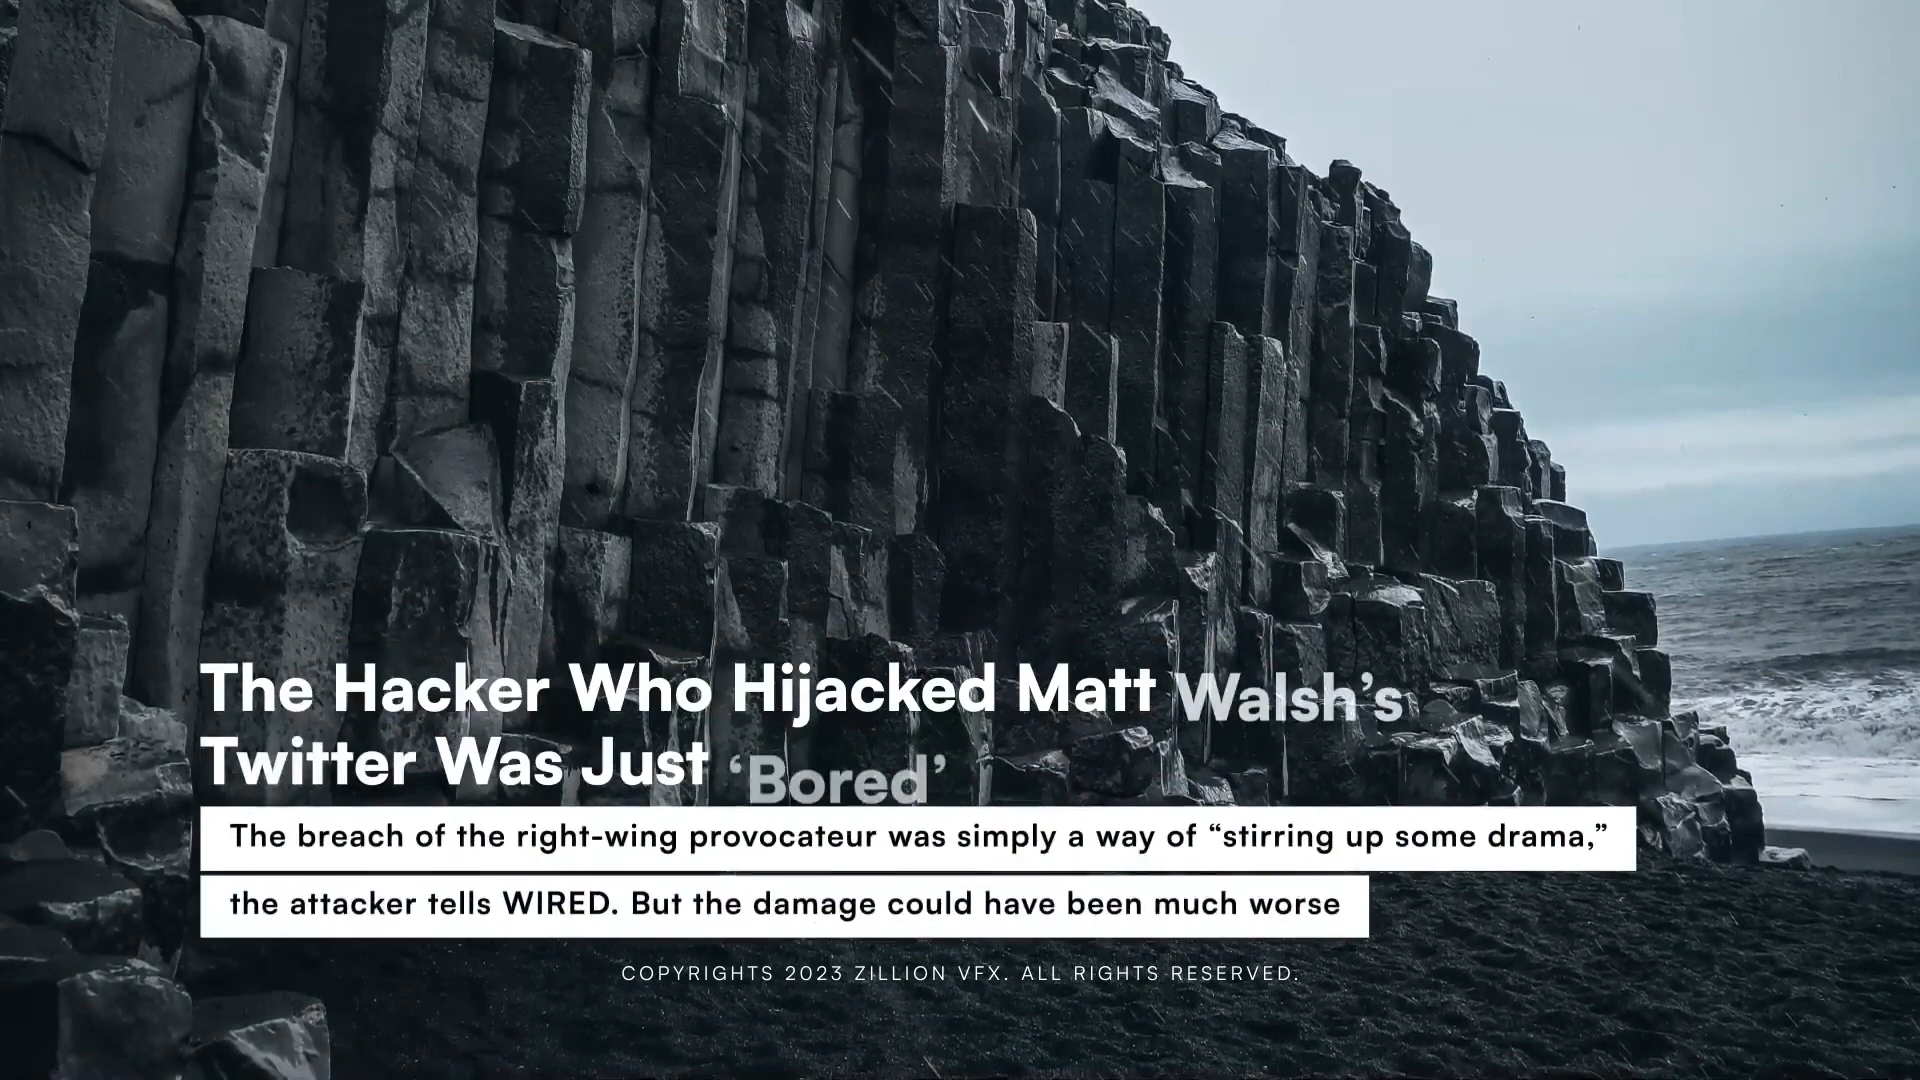 The Hacker Who Hijacked Matt Walsh’s
Twitter Was Just ‘Bored’
The breach of the right-wing provocateur was simply a way of “stirring up some drama,”
the attacker tells WIRED. But the damage could have been much worse
COPYRIGHTS 2023 ZILLION VFX. ALL RIGHTS RESERVED.